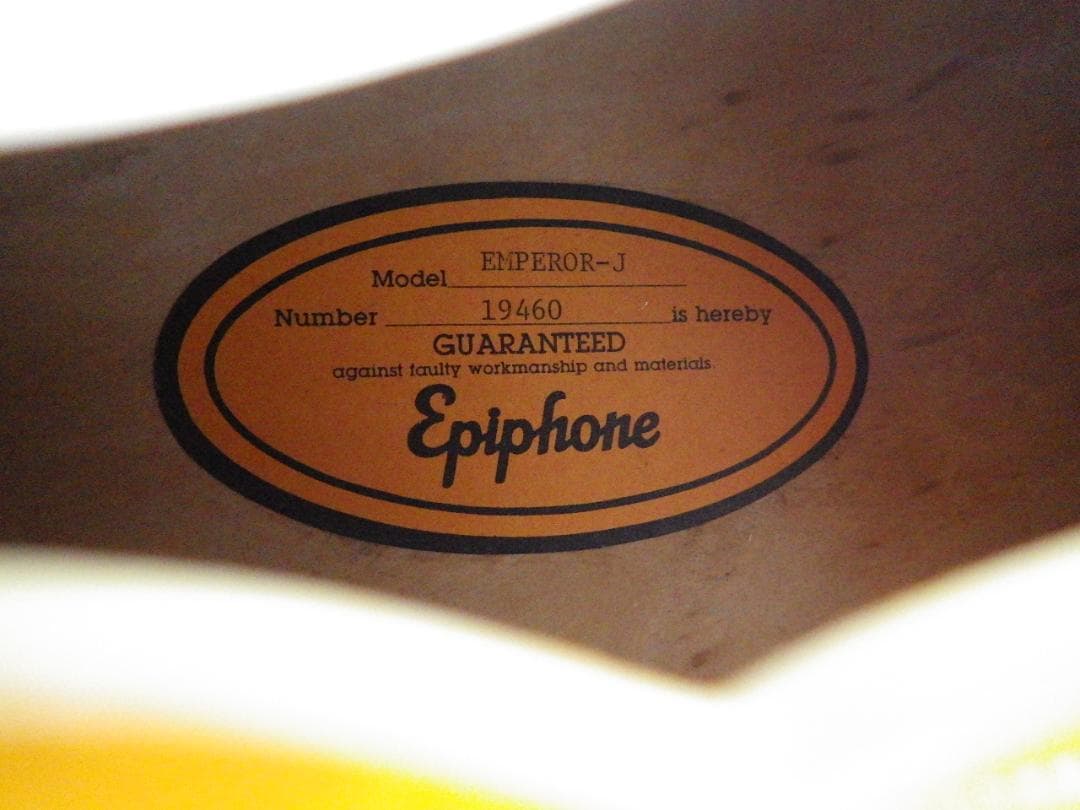 Model EMPEROR-J
Number 19460 is hereby
GUARANTEED
against faulty workmanship and materials.
Epiphone